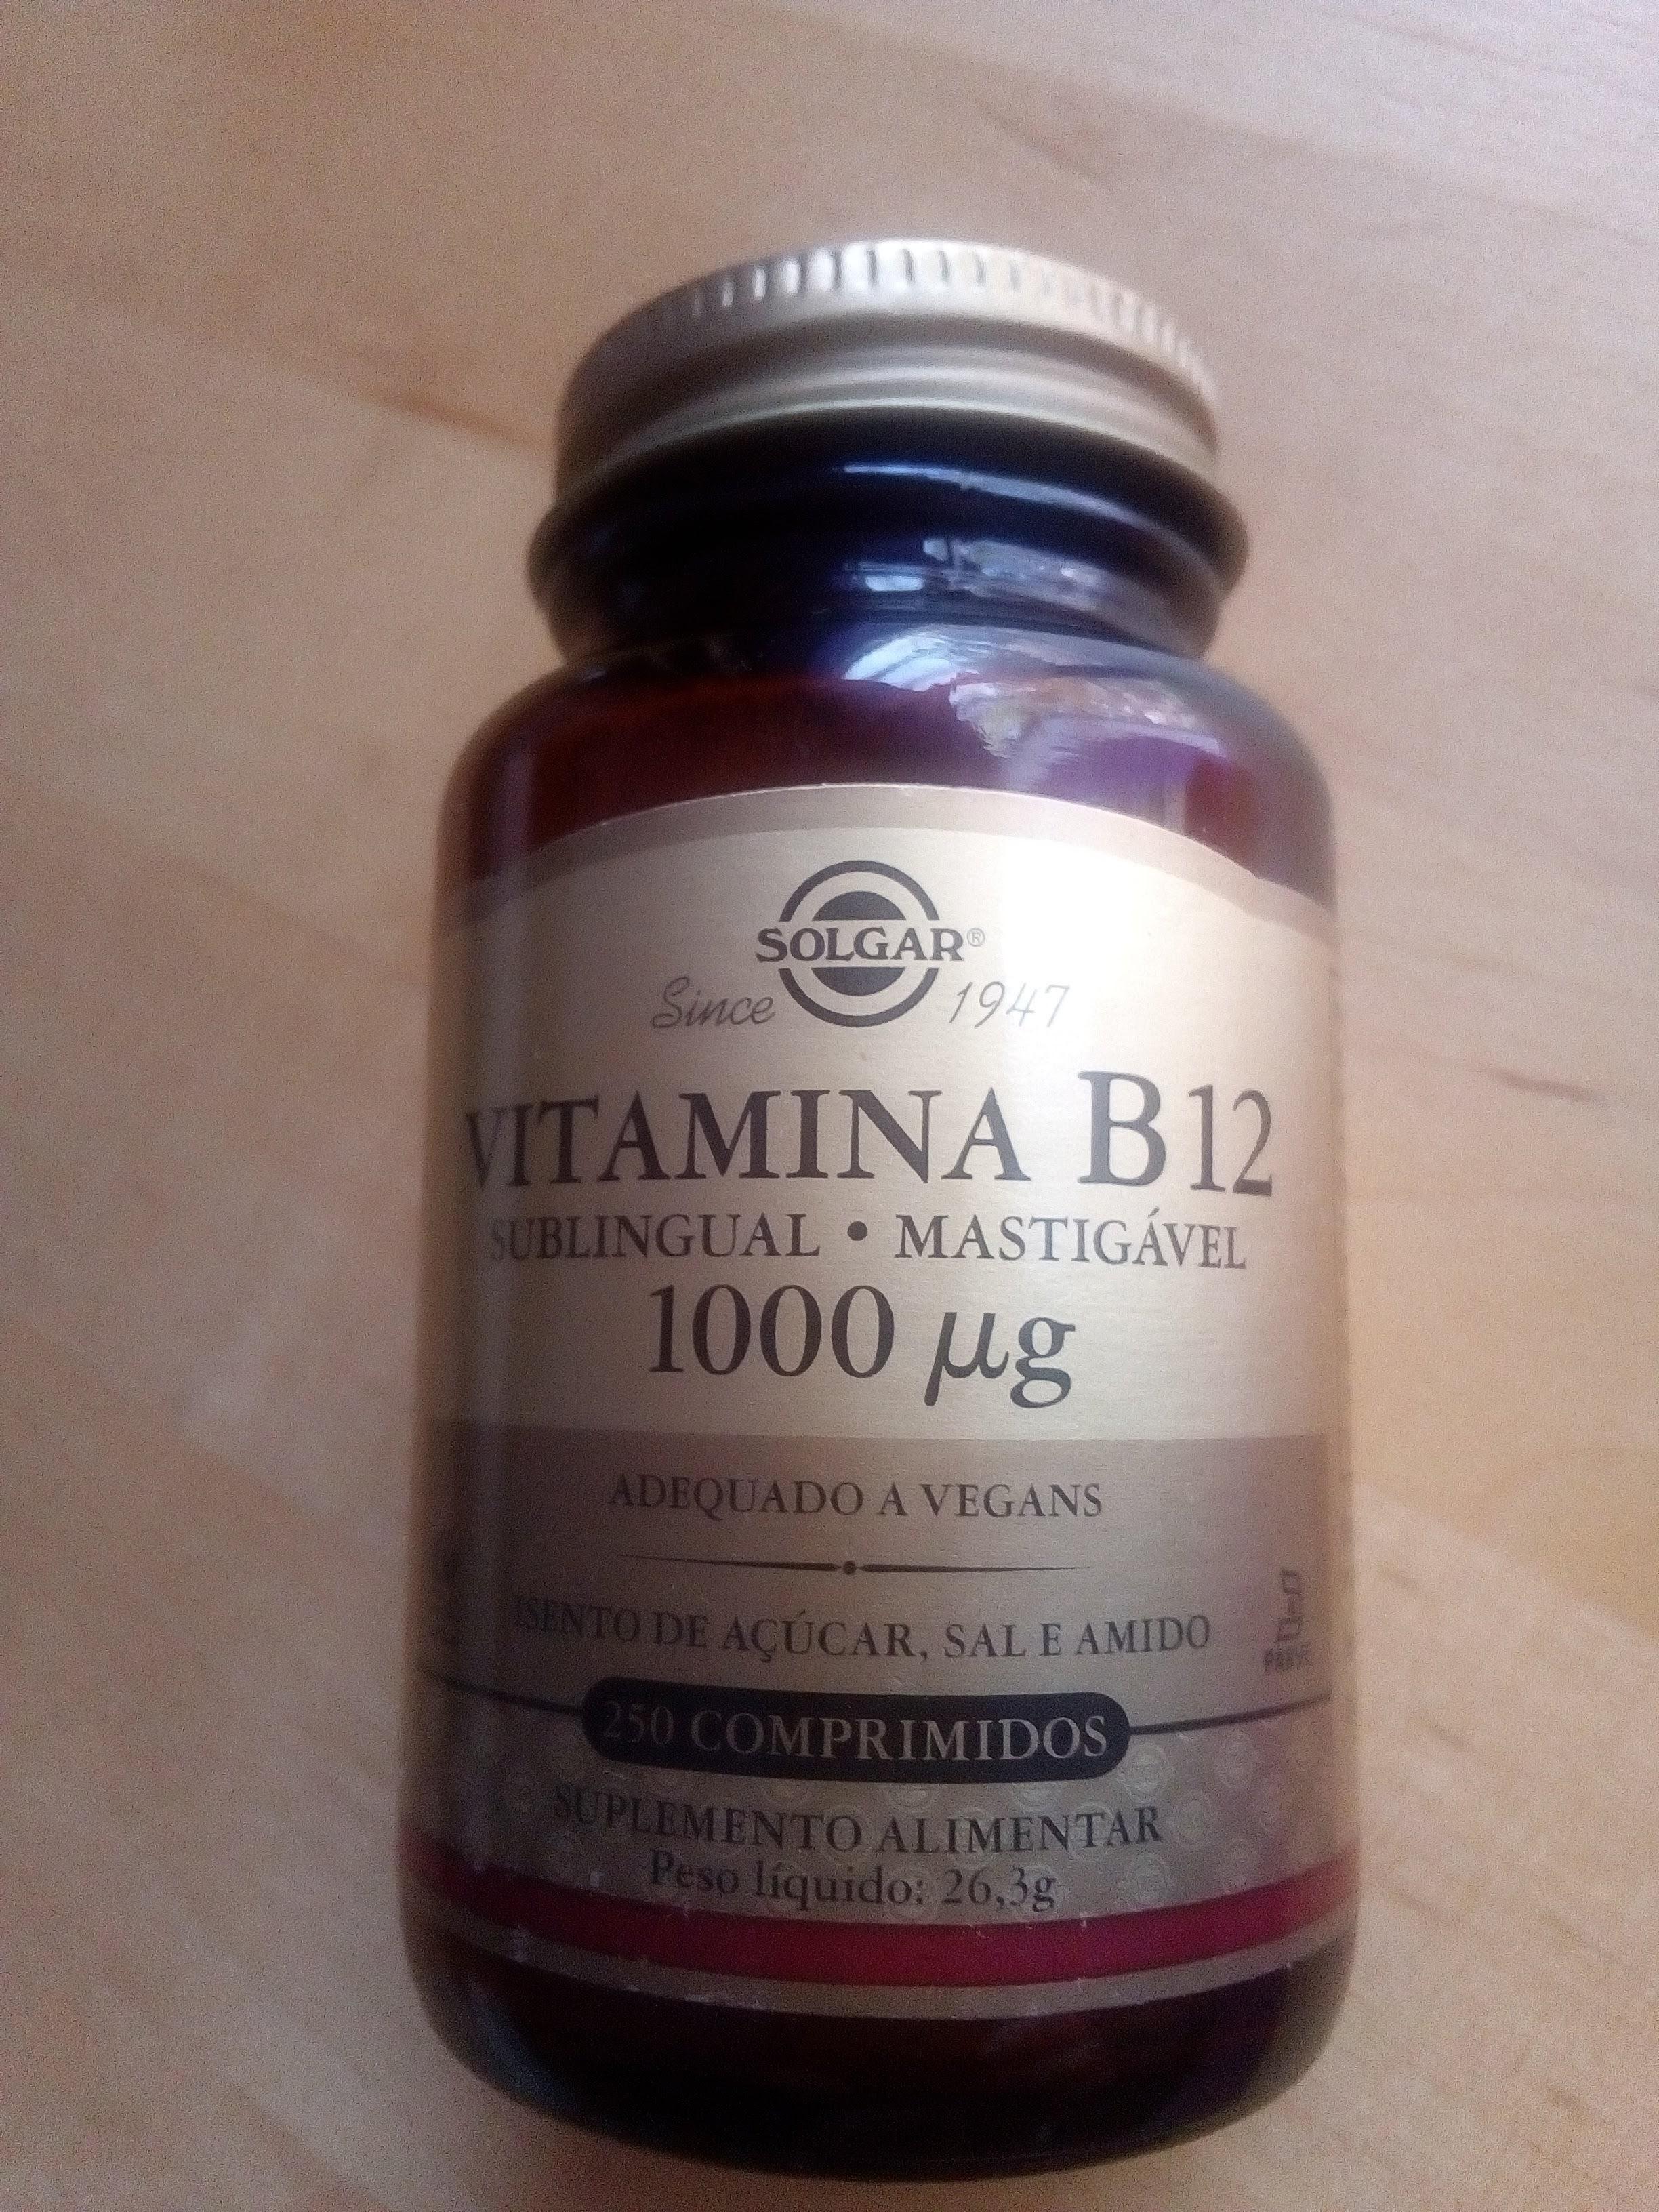 SOLGAR®
Since 1947
VITAMINA B12
SUBLINGUAL • MASTIGÁVEL
1000 µg
ADEQUADO A VEGANS
ISENTO DE AÇÚCAR, SAL E AMIDO
PARVE
250 COMPRIMIDOS
SUPLEMENTO ALIMENTAR
Peso líquido: 26,3g